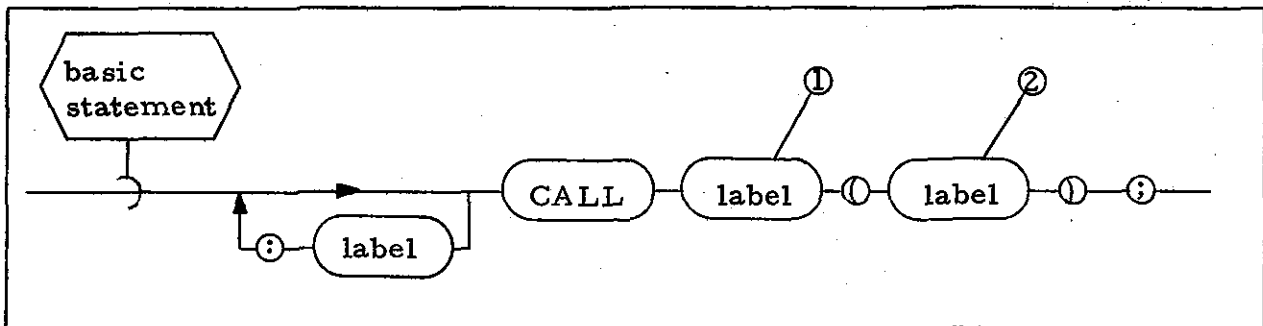 basic
statement
① ②
CALL label ( label ) ;
: label